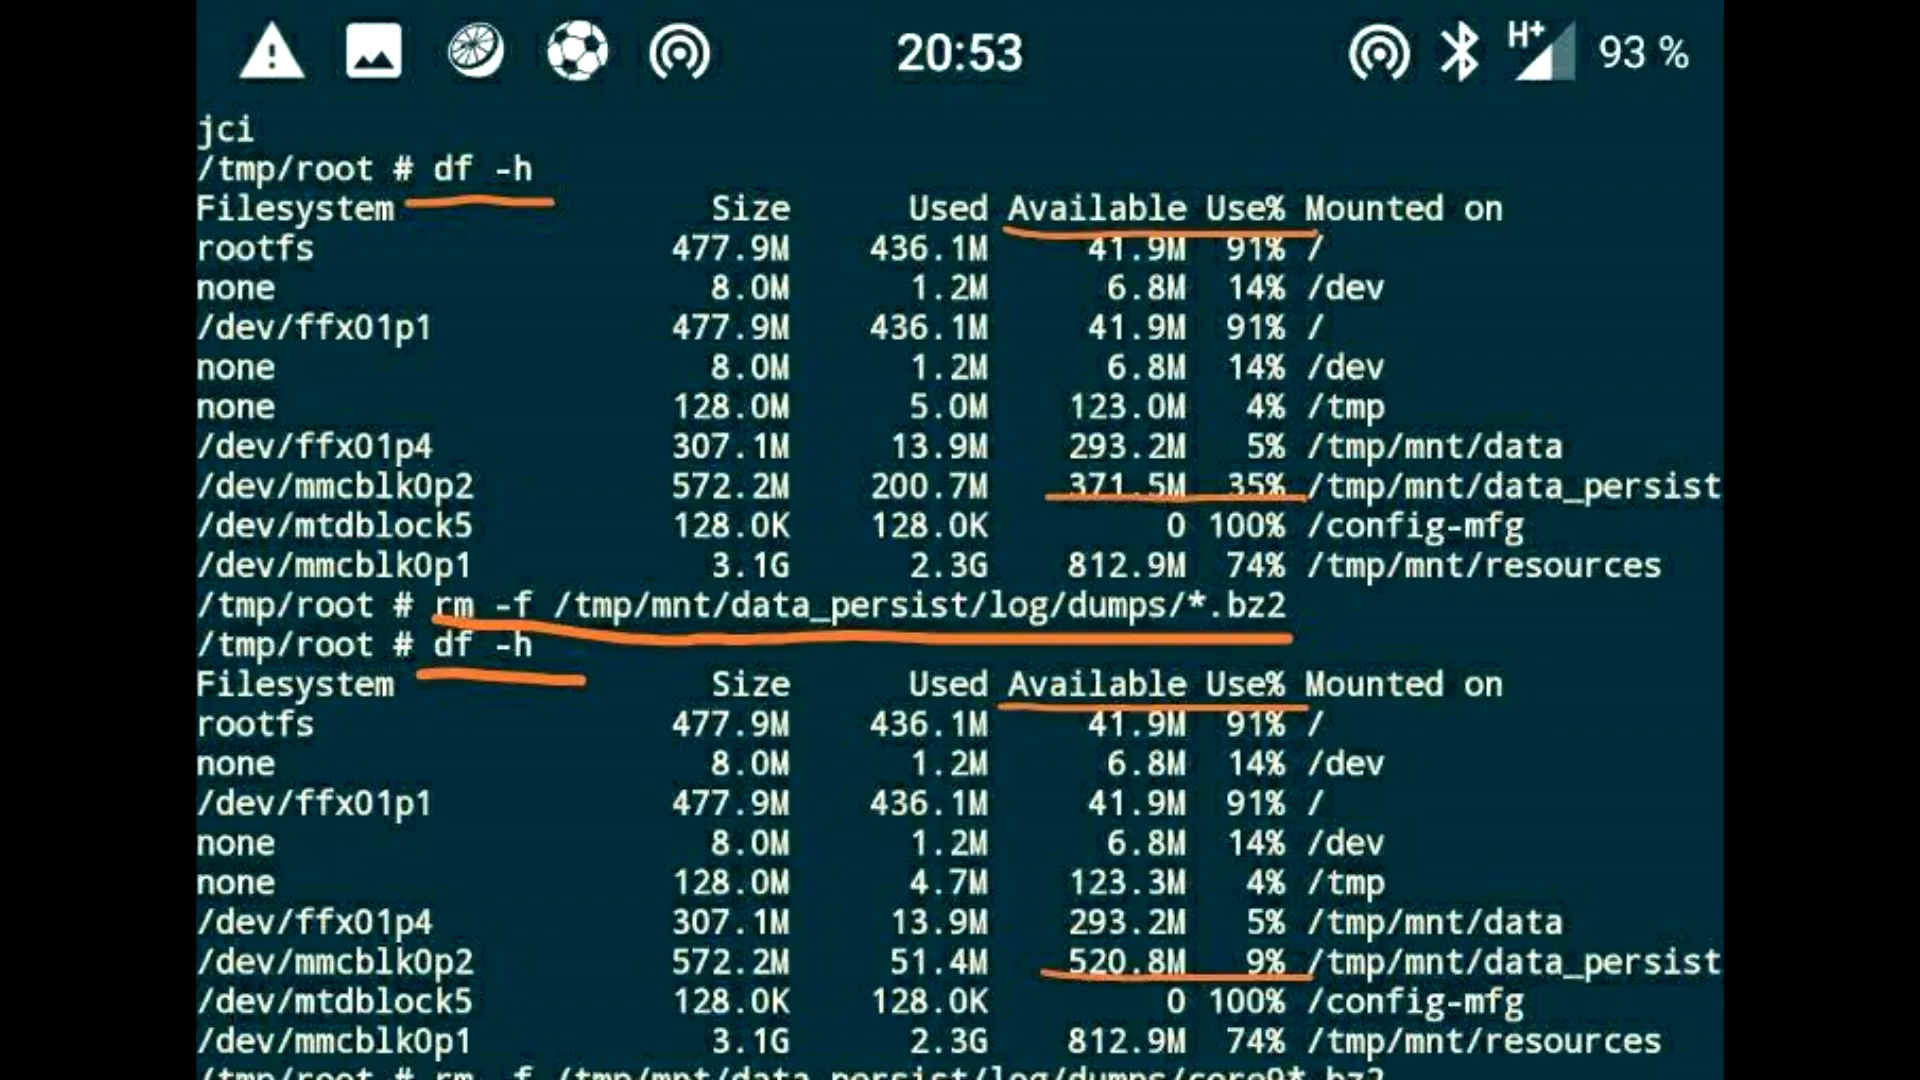 20:53 H+ 93 %
jci
/tmp/root # df -h
Filesystem Size Used Available Use% Mounted on
rootfs 477.9M 436.1M 41.9M 91% /
none 8.0M 1.2M 6.8M 14% /dev
/dev/ffx01p1 477.9M 436.1M 41.9M 91% /
none 8.0M 1.2M 6.8M 14% /dev
none 128.0M 5.0M 123.0M 4% /tmp
/dev/ffx01p4 307.1M 13.9M 293.2M 5% /tmp/mnt/data
/dev/mmcblk0p2 572.2M 200.7M 371.5M 35% /tmp/mnt/data_persist
/dev/mtdblock5 128.0K 128.0K 0 100% /config-mfg
/dev/mmcblk0p1 3.1G 2.3G 812.9M 74% /tmp/mnt/resources
/tmp/root # rm -f /tmp/mnt/data_persist/log/dumps/*.bz2
/tmp/root # df -h
Filesystem Size Used Available Use% Mounted on
rootfs 477.9M 436.1M 41.9M 91% /
none 8.0M 1.2M 6.8M 14% /dev
/dev/ffx01p1 477.9M 436.1M 41.9M 91% /
none 8.0M 1.2M 6.8M 14% /dev
none 128.0M 4.7M 123.3M 4% /tmp
/dev/ffx01p4 307.1M 13.9M 293.2M 5% /tmp/mnt/data
/dev/mmcblk0p2 572.2M 51.4M 520.8M 9% /tmp/mnt/data_persist
/dev/mtdblock5 128.0K 128.0K 0 100% /config-mfg
/dev/mmcblk0p1 3.1G 2.3G 812.9M 74% /tmp/mnt/resources
/tmp/root # rm -f